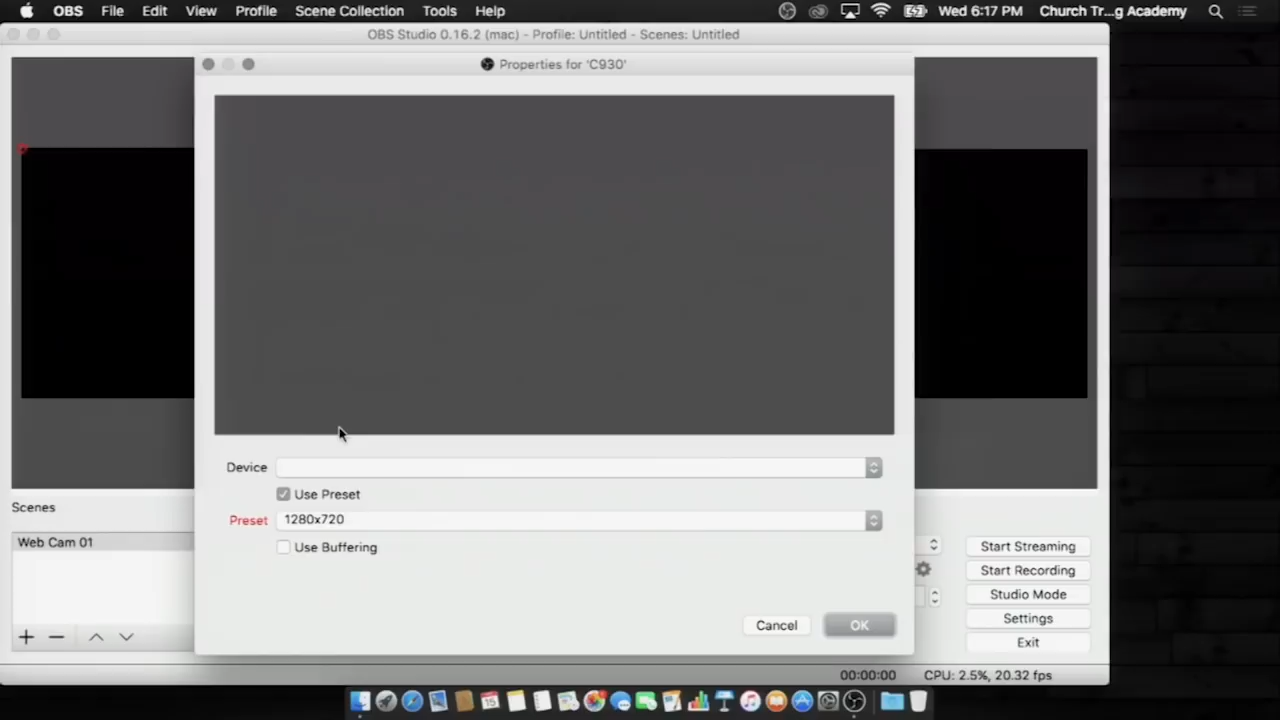 OBS File Edit View Profile Scene Collection Tools Help Wed 6:17 PM Church Tr...g Academy
OBS Studio 0.16.2 (mac) - Profile: Untitled - Scenes: Untitled
Properties for 'C930'
Device
Use Preset
Preset 1280x720
Use Buffering
Cancel OK
Scenes
Web Cam 01
Start Streaming
Start Recording
Studio Mode
Settings
Exit
00:00:00 CPU: 2.5%, 20.32 fps
15